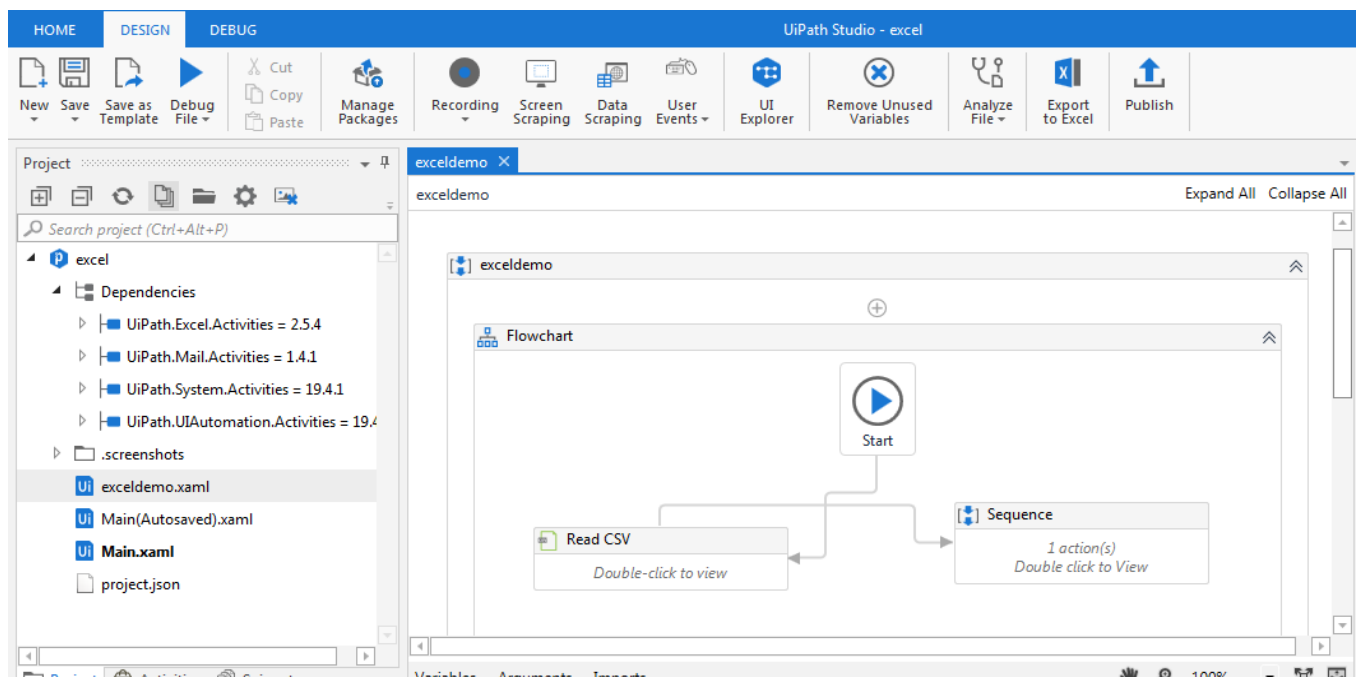 HOME DESIGN DEBUG UiPath Studio - excel
New Save Save as Template Debug File Cut Copy Paste Manage Packages Recording Screen Scraping Data Scraping User Events UI Explorer Remove Unused Variables Analyze File Export to Excel Publish
Project
Search project (Ctrl+Alt+P)
excel
Dependencies
UiPath.Excel.Activities = 2.5.4
UiPath.Mail.Activities = 1.4.1
UiPath.System.Activities = 19.4.1
UiPath.UIAutomation.Activities = 19.4
.screenshots
exceldemo.xaml
Main(Autosaved).xaml
Main.xaml
project.json
exceldemo
exceldemo Expand All Collapse All
exceldemo
Flowchart
Start
Read CSV
Double-click to view
Sequence
1 action(s)
Double click to View
Variables Arguments Imports 100%